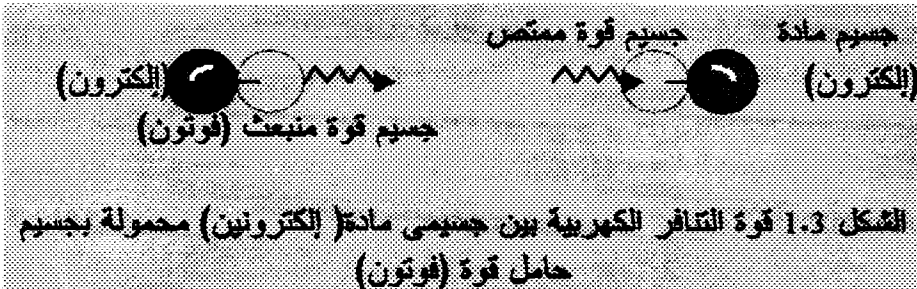 جسيم مادة
(إلكترون)
جسيم قوة ممتص
(إلكترون)
جسيم قوة منبعث (فوتون)
الشكل 1.3 قوة التنافر الكهربية بين جسيمى مادة( إلكترونين) محمولة بجسيم
حامل قوة (فوتون)